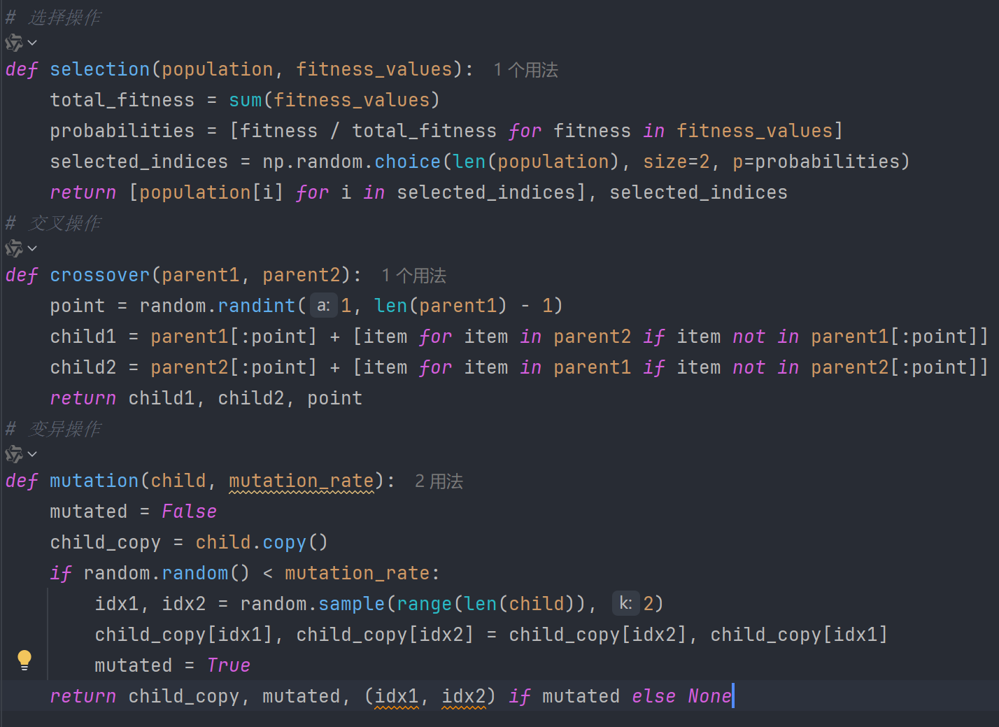 # 选择操作
def selection(population, fitness_values):  1 个用法
    total_fitness = sum(fitness_values)
    probabilities = [fitness / total_fitness for fitness in fitness_values]
    selected_indices = np.random.choice(len(population), size=2, p=probabilities)
    return [population[i] for i in selected_indices], selected_indices
# 交叉操作
def crossover(parent1, parent2):  1 个用法
    point = random.randint( a: 1, len(parent1) - 1)
    child1 = parent1[:point] + [item for item in parent2 if item not in parent1[:point]]
    child2 = parent2[:point] + [item for item in parent1 if item not in parent2[:point]]
    return child1, child2, point
# 变异操作
def mutation(child, mutation_rate):  2 用法
    mutated = False
    child_copy = child.copy()
    if random.random() < mutation_rate:
        idx1, idx2 = random.sample(range(len(child)), k: 2)
        child_copy[idx1], child_copy[idx2] = child_copy[idx2], child_copy[idx1]
        mutated = True
    return child_copy, mutated, (idx1, idx2) if mutated else None